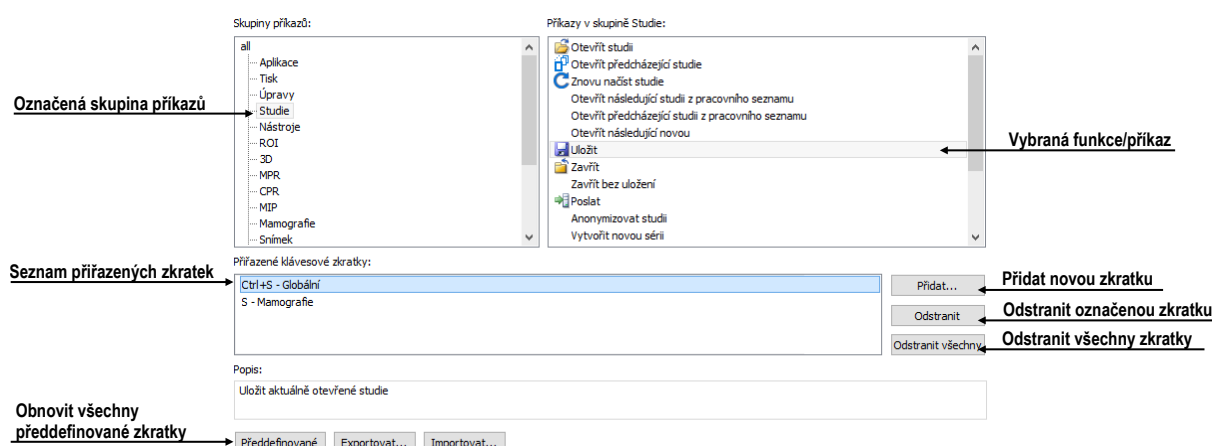 Skupiny příkazů:
Příkazy v skupině Studie:
all
Aplikace
Tisk
Úpravy
Studie
Nástroje
ROI
3D
MPR
CPR
MIP
Mamografie
Snímek
Otevřít studii
Otevřít předcházející studie
Znovu načíst studie
Otevřít následující studii z pracovního seznamu
Otevřít předcházející studii z pracovního seznamu
Otevřít následující novou
Uložit
Zavřít
Zavřít bez uložení
Poslat
Anonymizovat studii
Vytvořit novou sérii
Označená skupina příkazů
Vybraná funkce/příkaz
Přiřazené klávesové zkratky:
Seznam přiřazených zkratek
Ctrl+S - Globální
S - Mamografie
Přidat...
Přidat novou zkratku
Odstranit
Odstranit označenou zkratku
Odstranit všechny
Odstranit všechny zkratky
Popis:
Uložit aktuálně otevřené studie
Obnovit všechny
předdefinované zkratky
Předdefinované
Exportovat...
Importovat...